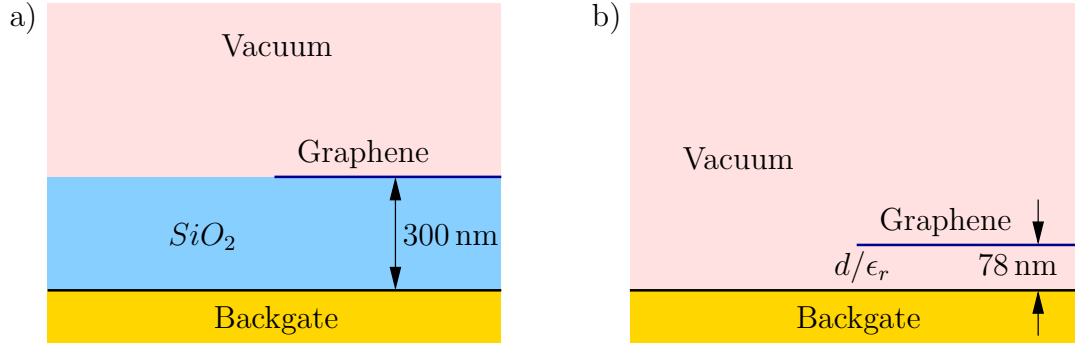 a)
Vacuum
Graphene
SiO₂
300 nm
Backgate
b)
Vacuum
Graphene
d/ϵᵣ
78 nm
Backgate